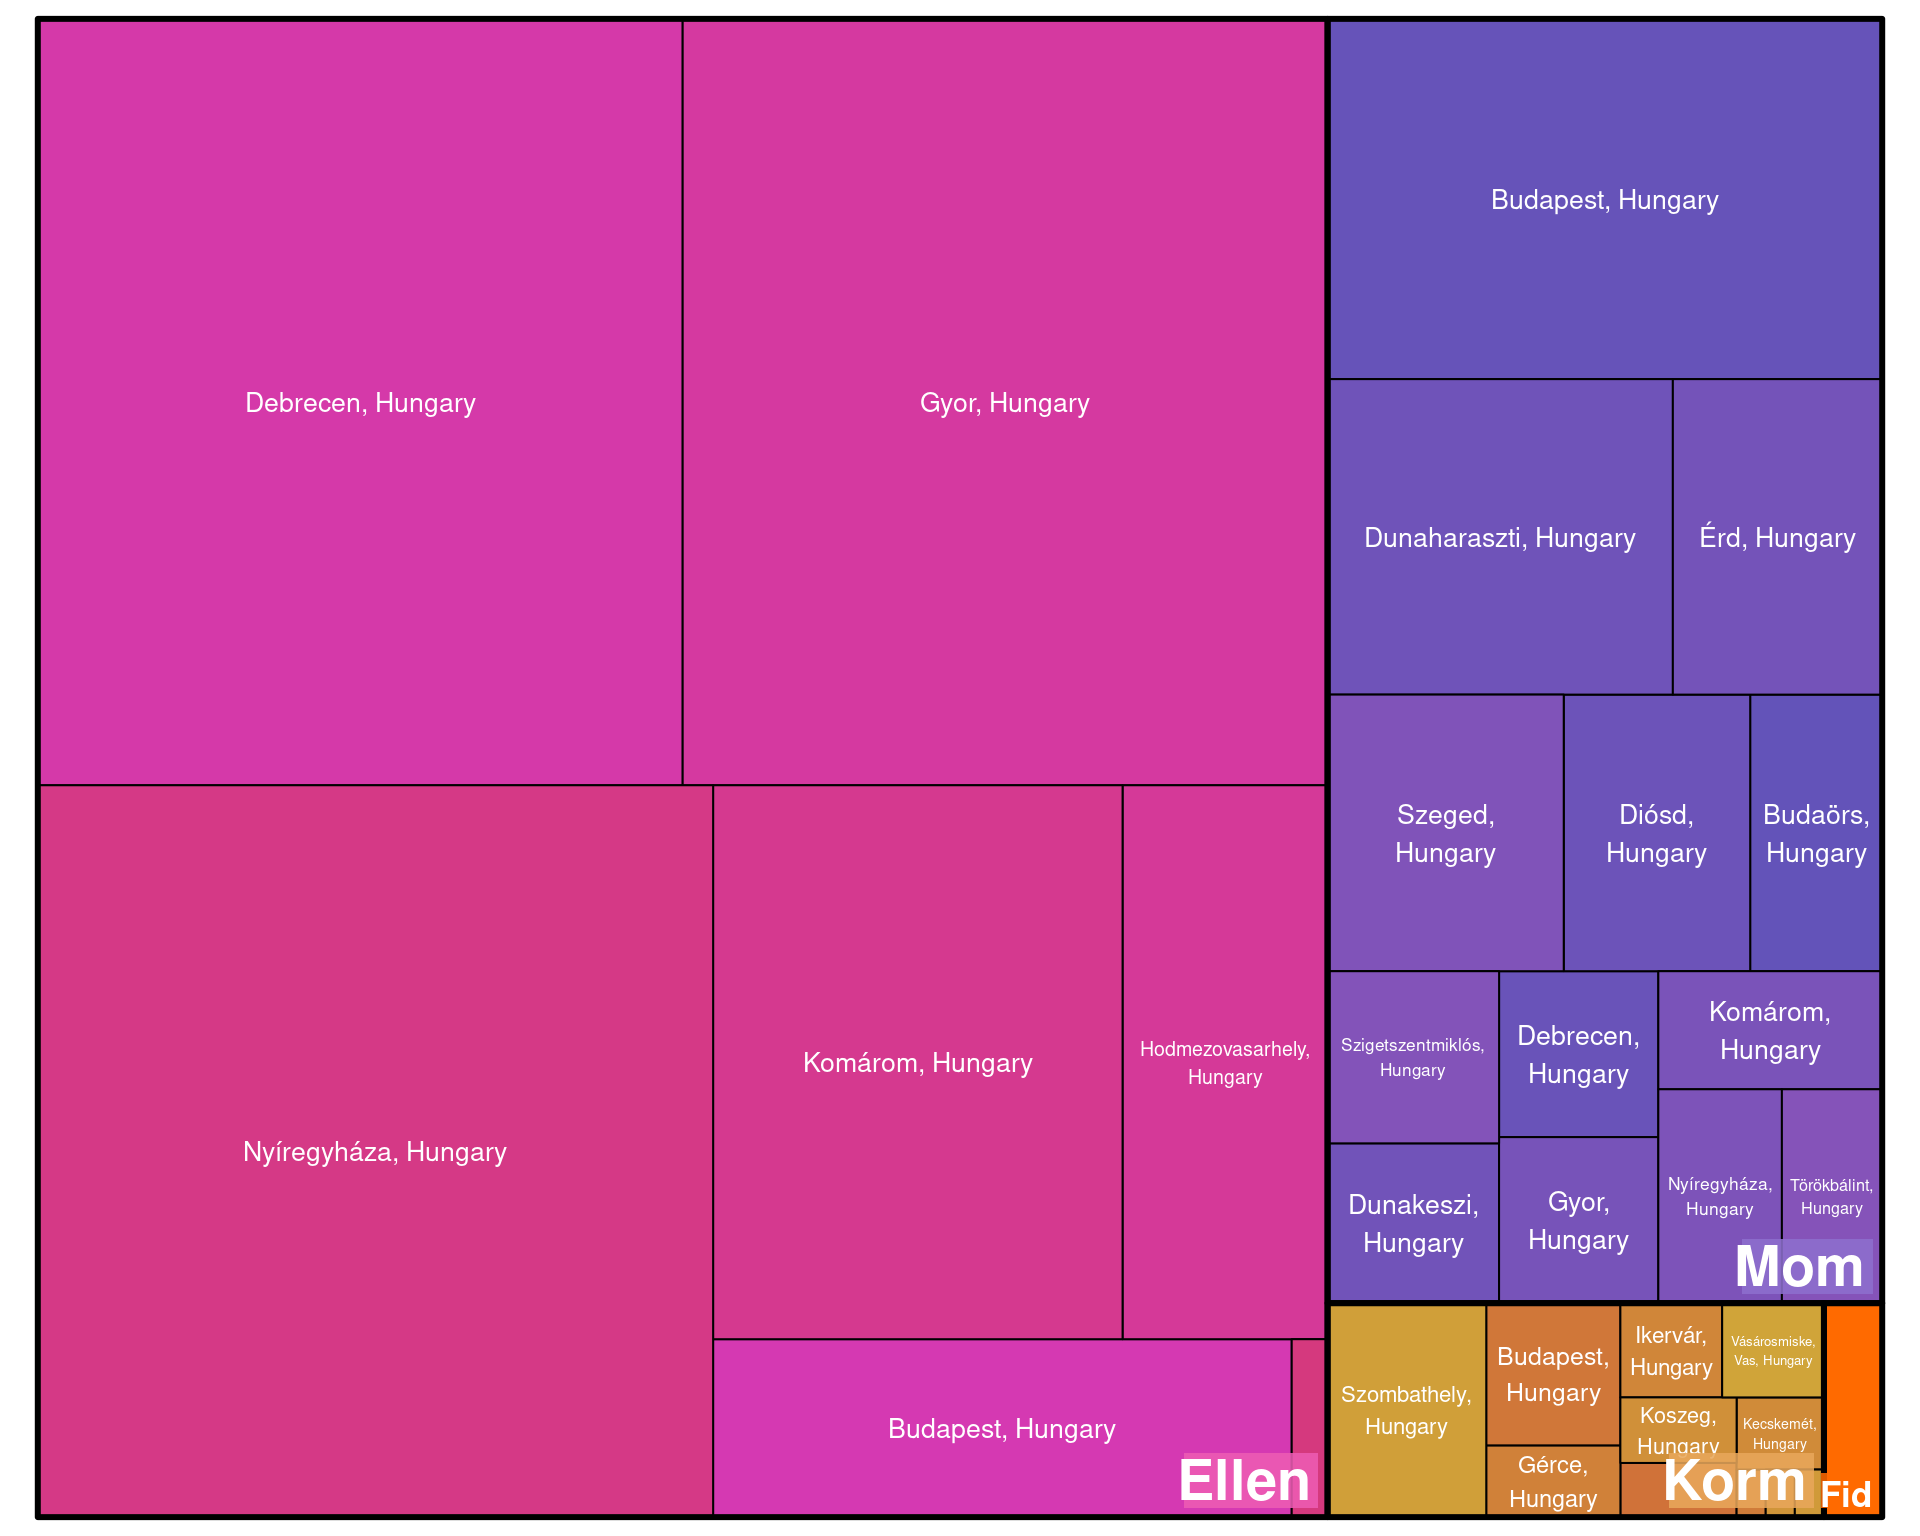 Debrecen, Hungary
Gyor, Hungary
Nyíregyháza, Hungary
Komárom, Hungary
Hodmezovasarhely,
Hungary
Budapest, Hungary
Ellen
Budapest, Hungary
Dunaharaszti, Hungary
Érd, Hungary
Szeged,
Hungary
Diósd,
Hungary
Budaörs,
Hungary
Szigetszentmiklós,
Hungary
Debrecen,
Hungary
Komárom,
Hungary
Dunakeszi,
Hungary
Gyor,
Hungary
Nyíregyháza,
Hungary
Törökbálint,
Hungary
Mom
Szombathely,
Hungary
Budapest,
Hungary
Gérce,
Hungary
Ikervár,
Hungary
Vásárosmiske,
Vas, Hungary
Koszeg,
Hungary
Kecskemét,
Hungary
Korm
Fid